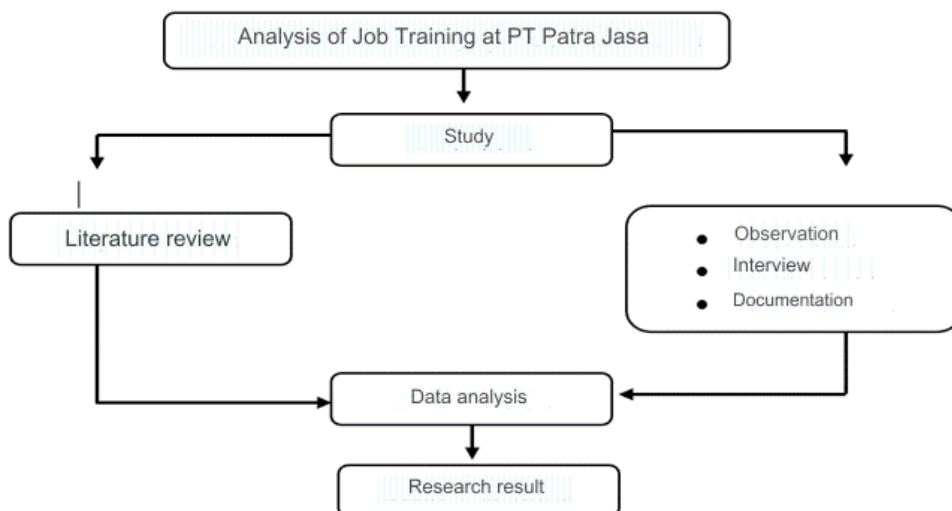 Analysis of Job Training at PT Patra Jasa
Study
Literature review
Observation
Interview
Documentation
Data analysis
Research result